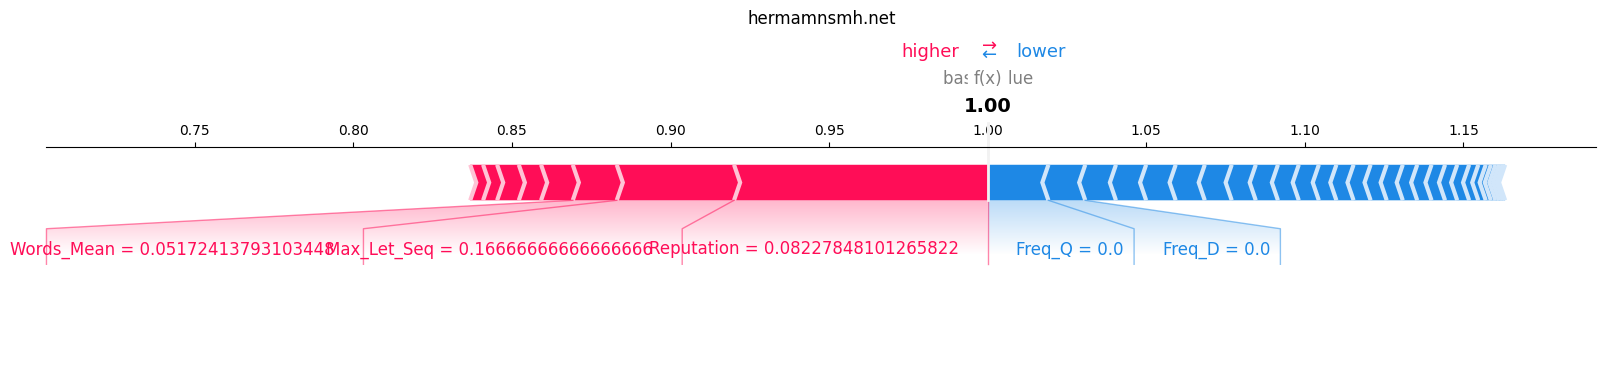 hermamnsmh.net
higher ⇄ lower
bas f(x) lue
1.00
0.75 0.80 0.85 0.90 0.95 1.00 1.05 1.10 1.15
Words_Mean = 0.05172413793103448 Max_Let_Seq = 0.16666666666666666 Reputation = 0.08227848101265822 Freq_Q = 0.0 Freq_D = 0.0